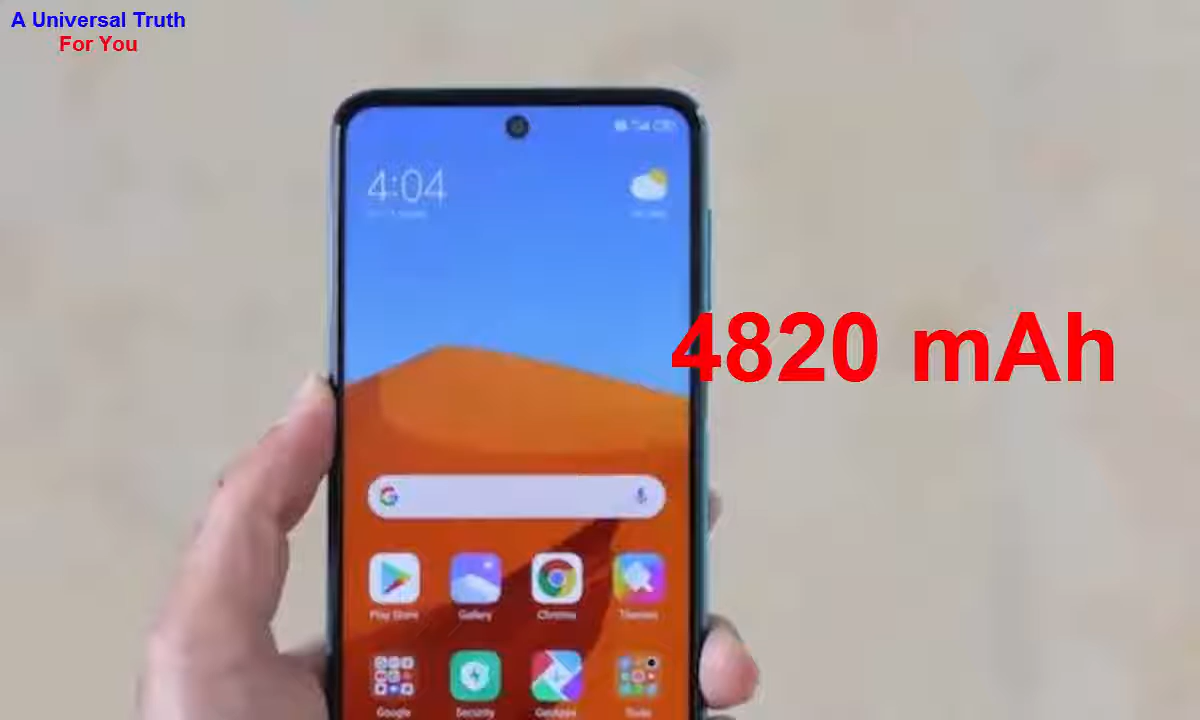 A Universal Truth
For You
4:04
4820 mAh
Play Store
Gallery
Chrome
Themes
Google
Security
GetApps
Tools